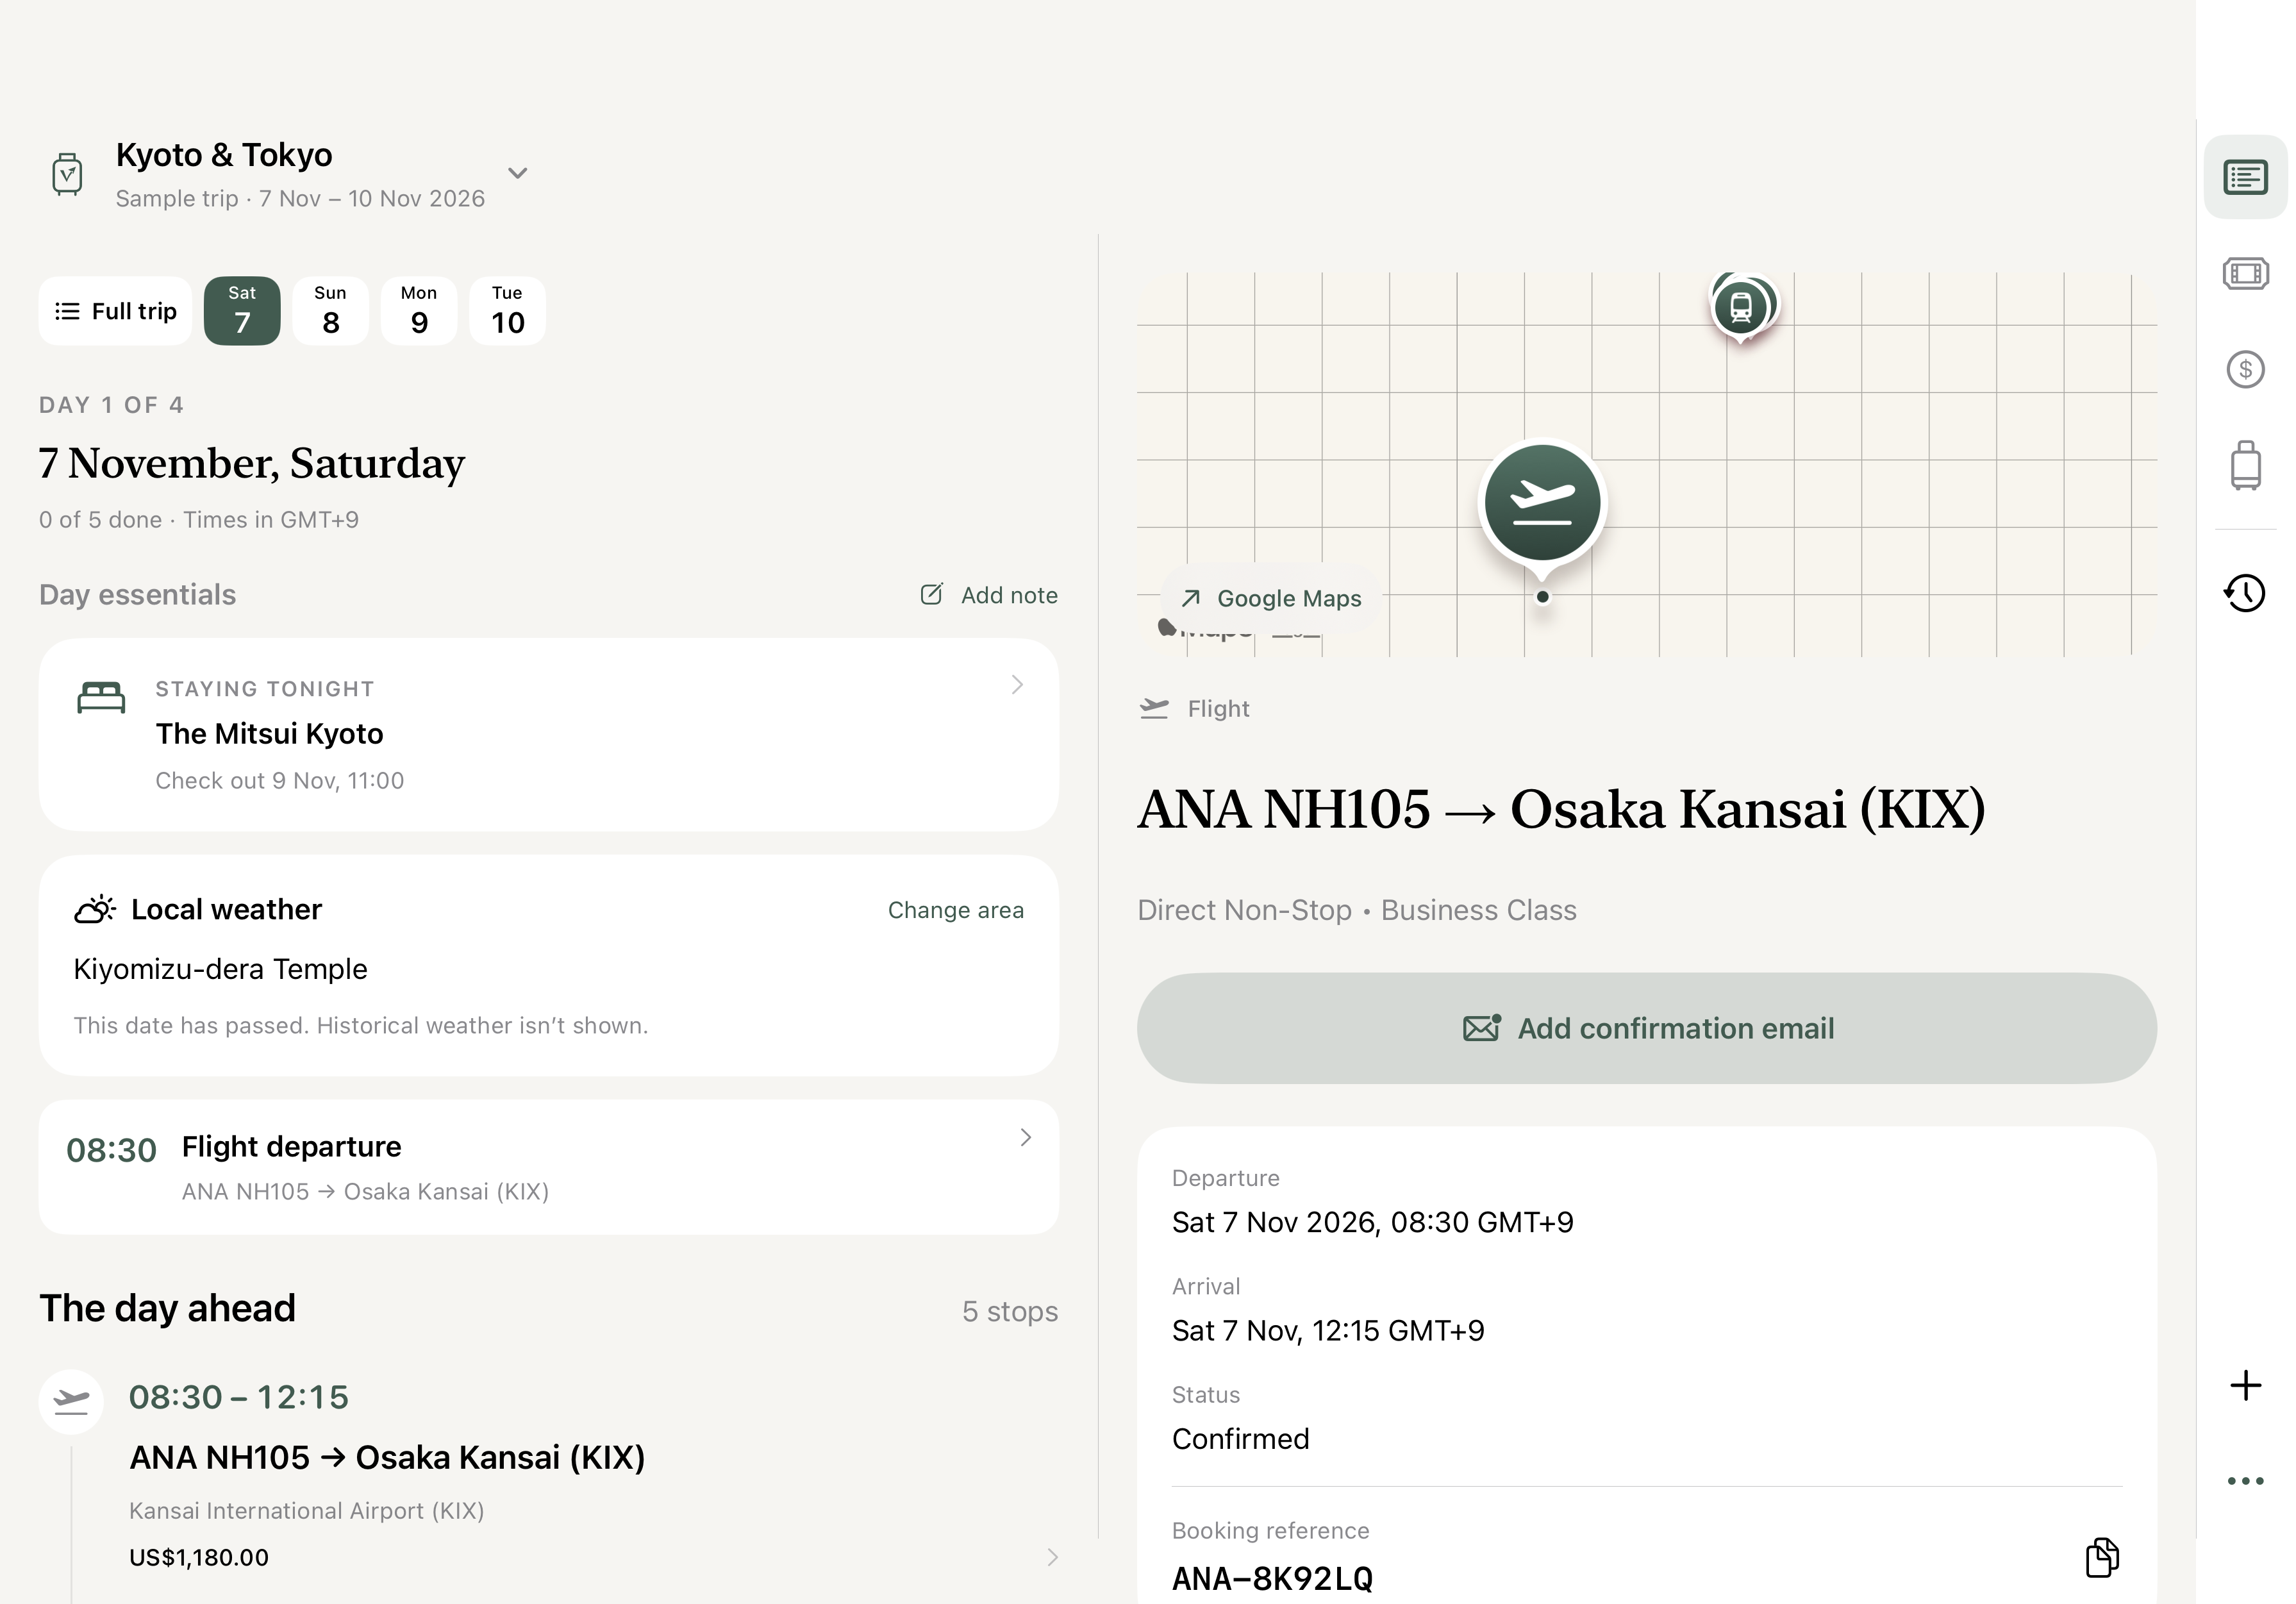 Kyoto & Tokyo
Sample trip · 7 Nov – 10 Nov 2026
Full trip
Sat
7
Sun
8
Mon
9
Tue
10
DAY 1 OF 4
7 November, Saturday
0 of 5 done · Times in GMT+9
Day essentials
Add note
STAYING TONIGHT
The Mitsui Kyoto
Check out 9 Nov, 11:00
Local weather
Change area
Kiyomizu-dera Temple
This date has passed. Historical weather isn’t shown.
08:30
Flight departure
ANA NH105 → Osaka Kansai (KIX)
The day ahead
5 stops
08:30 – 12:15
ANA NH105 → Osaka Kansai (KIX)
Kansai International Airport (KIX)
US$1,180.00
Google Maps
Flight
ANA NH105 → Osaka Kansai (KIX)
Direct Non-Stop • Business Class
Add confirmation email
Departure
Sat 7 Nov 2026, 08:30 GMT+9
Arrival
Sat 7 Nov, 12:15 GMT+9
Status
Confirmed
Booking reference
ANA–8K92LQ
$